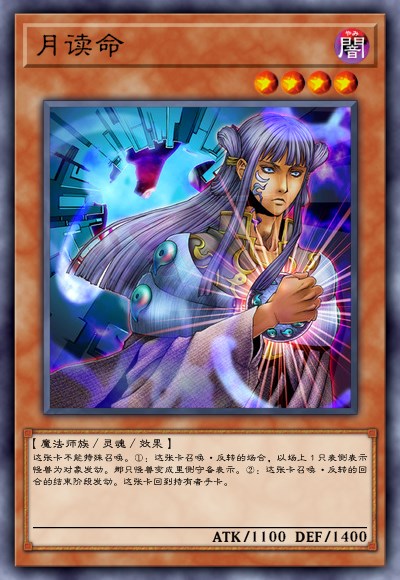 月读命
やみ
闇
【魔法师族／灵魂／效果】
这张卡不能特殊召唤。①：这张卡召唤·反转的场合，以场上1只表侧表示
怪兽为对象发动。那只怪兽变成里侧守备表示。②：这张卡召唤·反转的回
合的结束阶段发动。这张卡回到持有者手卡。
ATK/1100 DEF/1400